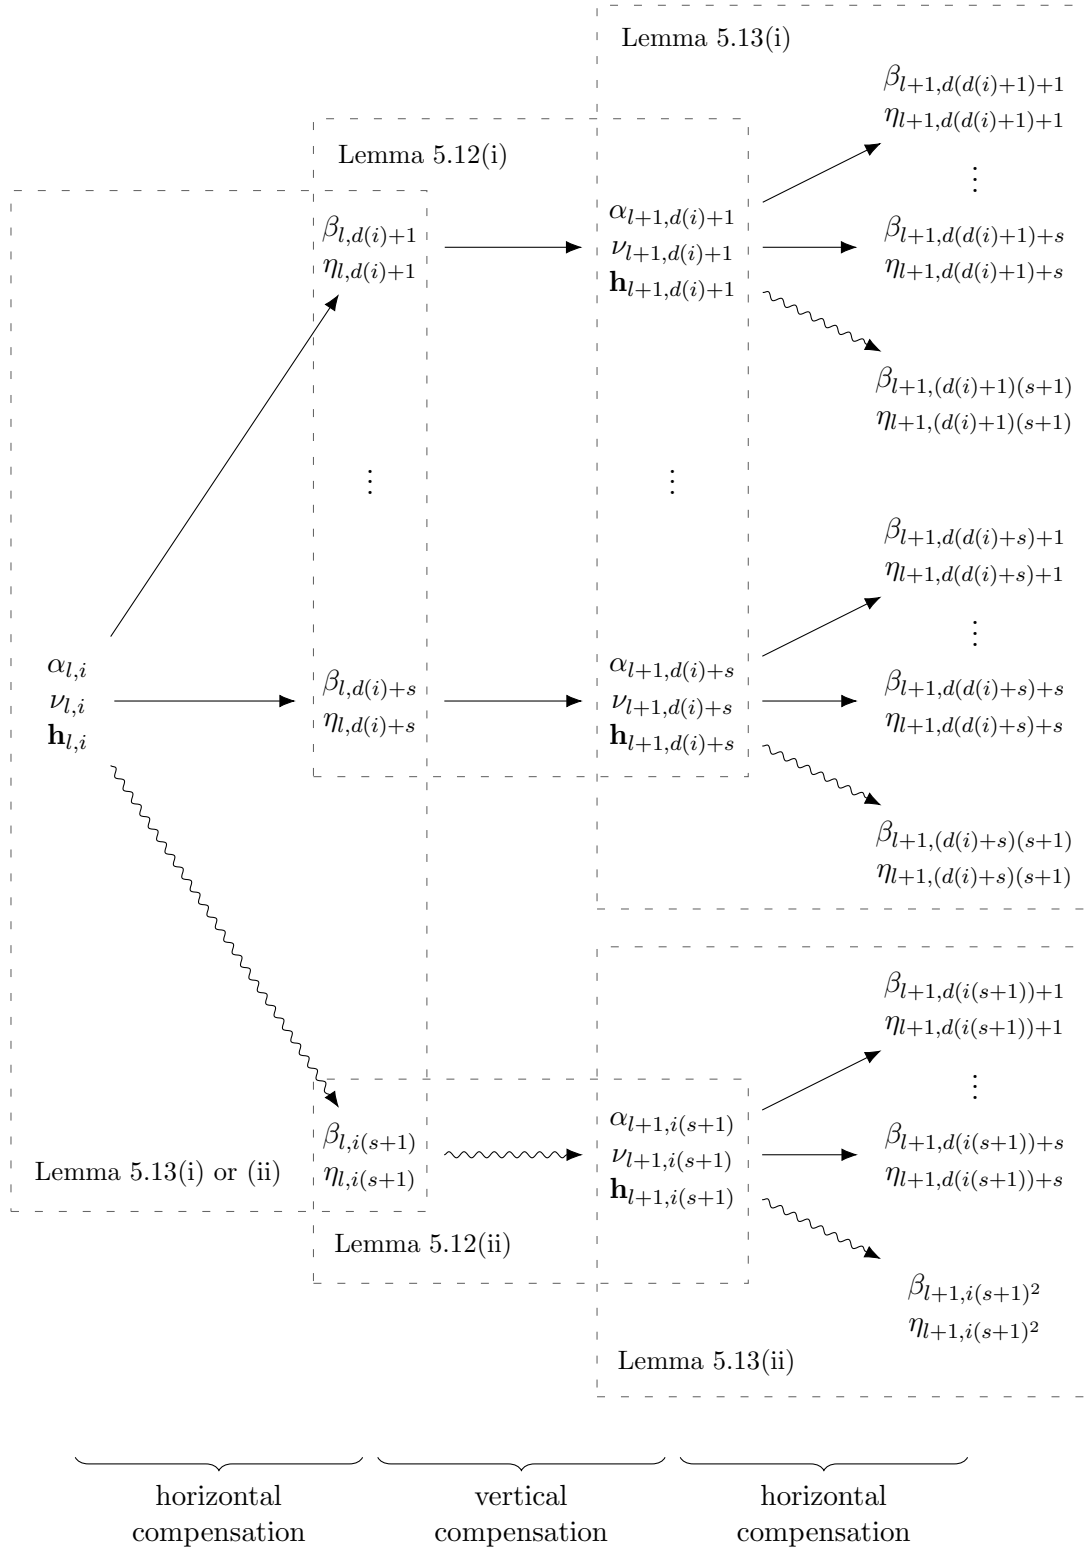 Lemma 5.13(i)
β_{l+1,d(d(i)+1)+1}
η_{l+1,d(d(i)+1)+1}
⋮
Lemma 5.12(i)
β_{l,d(i)+1}
η_{l,d(i)+1}
α_{l+1,d(i)+1}
ν_{l+1,d(i)+1}
𝐡_{l+1,d(i)+1}
β_{l+1,d(d(i)+1)+s}
η_{l+1,d(d(i)+1)+s}
β_{l+1,(d(i)+1)(s+1)}
η_{l+1,(d(i)+1)(s+1)}
⋮
⋮
β_{l+1,d(d(i)+s)+1}
η_{l+1,d(d(i)+s)+1}
⋮
α_{l,i}
ν_{l,i}
𝐡_{l,i}
β_{l,d(i)+s}
η_{l,d(i)+s}
α_{l+1,d(i)+s}
ν_{l+1,d(i)+s}
𝐡_{l+1,d(i)+s}
β_{l+1,d(d(i)+s)+s}
η_{l+1,d(d(i)+s)+s}
β_{l+1,(d(i)+s)(s+1)}
η_{l+1,(d(i)+s)(s+1)}
β_{l+1,d(i(s+1))+1}
η_{l+1,d(i(s+1))+1}
⋮
Lemma 5.13(i) or (ii)
β_{l,i(s+1)}
η_{l,i(s+1)}
α_{l+1,i(s+1)}
ν_{l+1,i(s+1)}
𝐡_{l+1,i(s+1)}
β_{l+1,d(i(s+1))+s}
η_{l+1,d(i(s+1))+s}
Lemma 5.12(ii)
β_{l+1,i(s+1)^2}
η_{l+1,i(s+1)^2}
Lemma 5.13(ii)
horizontal
compensation
vertical
compensation
horizontal
compensation